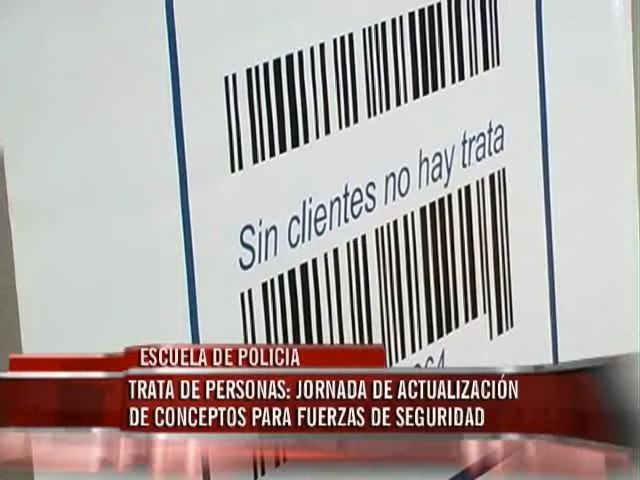 Sin clientes no hay trata
ESCUELA DE POLICIA
TRATA DE PERSONAS: JORNADA DE ACTUALIZACIÓN
DE CONCEPTOS PARA FUERZAS DE SEGURIDAD